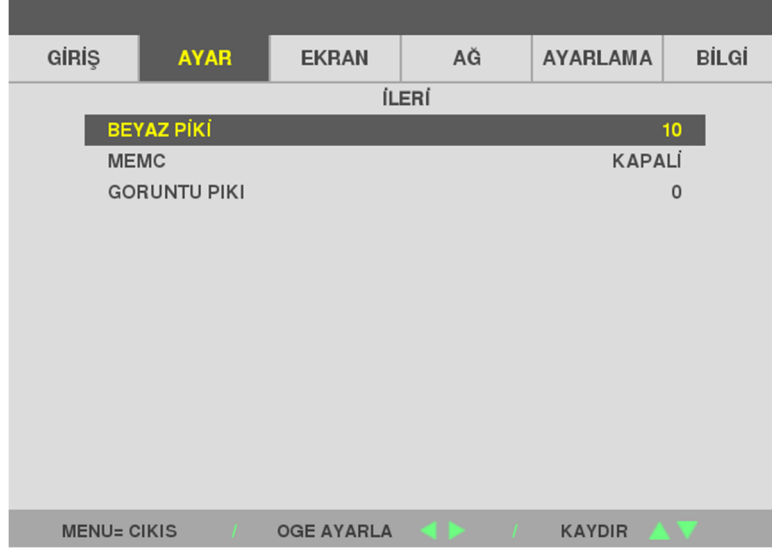 GİRİŞ AYAR EKRAN AĞ AYARLAMA BİLGİ
İLERİ
BEYAZ PİKİ 10
MEMC KAPALİ
GORUNTU PIKI 0
MENU= CIKIS / OGE AYARLA ◀ ▶ / KAYDIR ▲ ▼